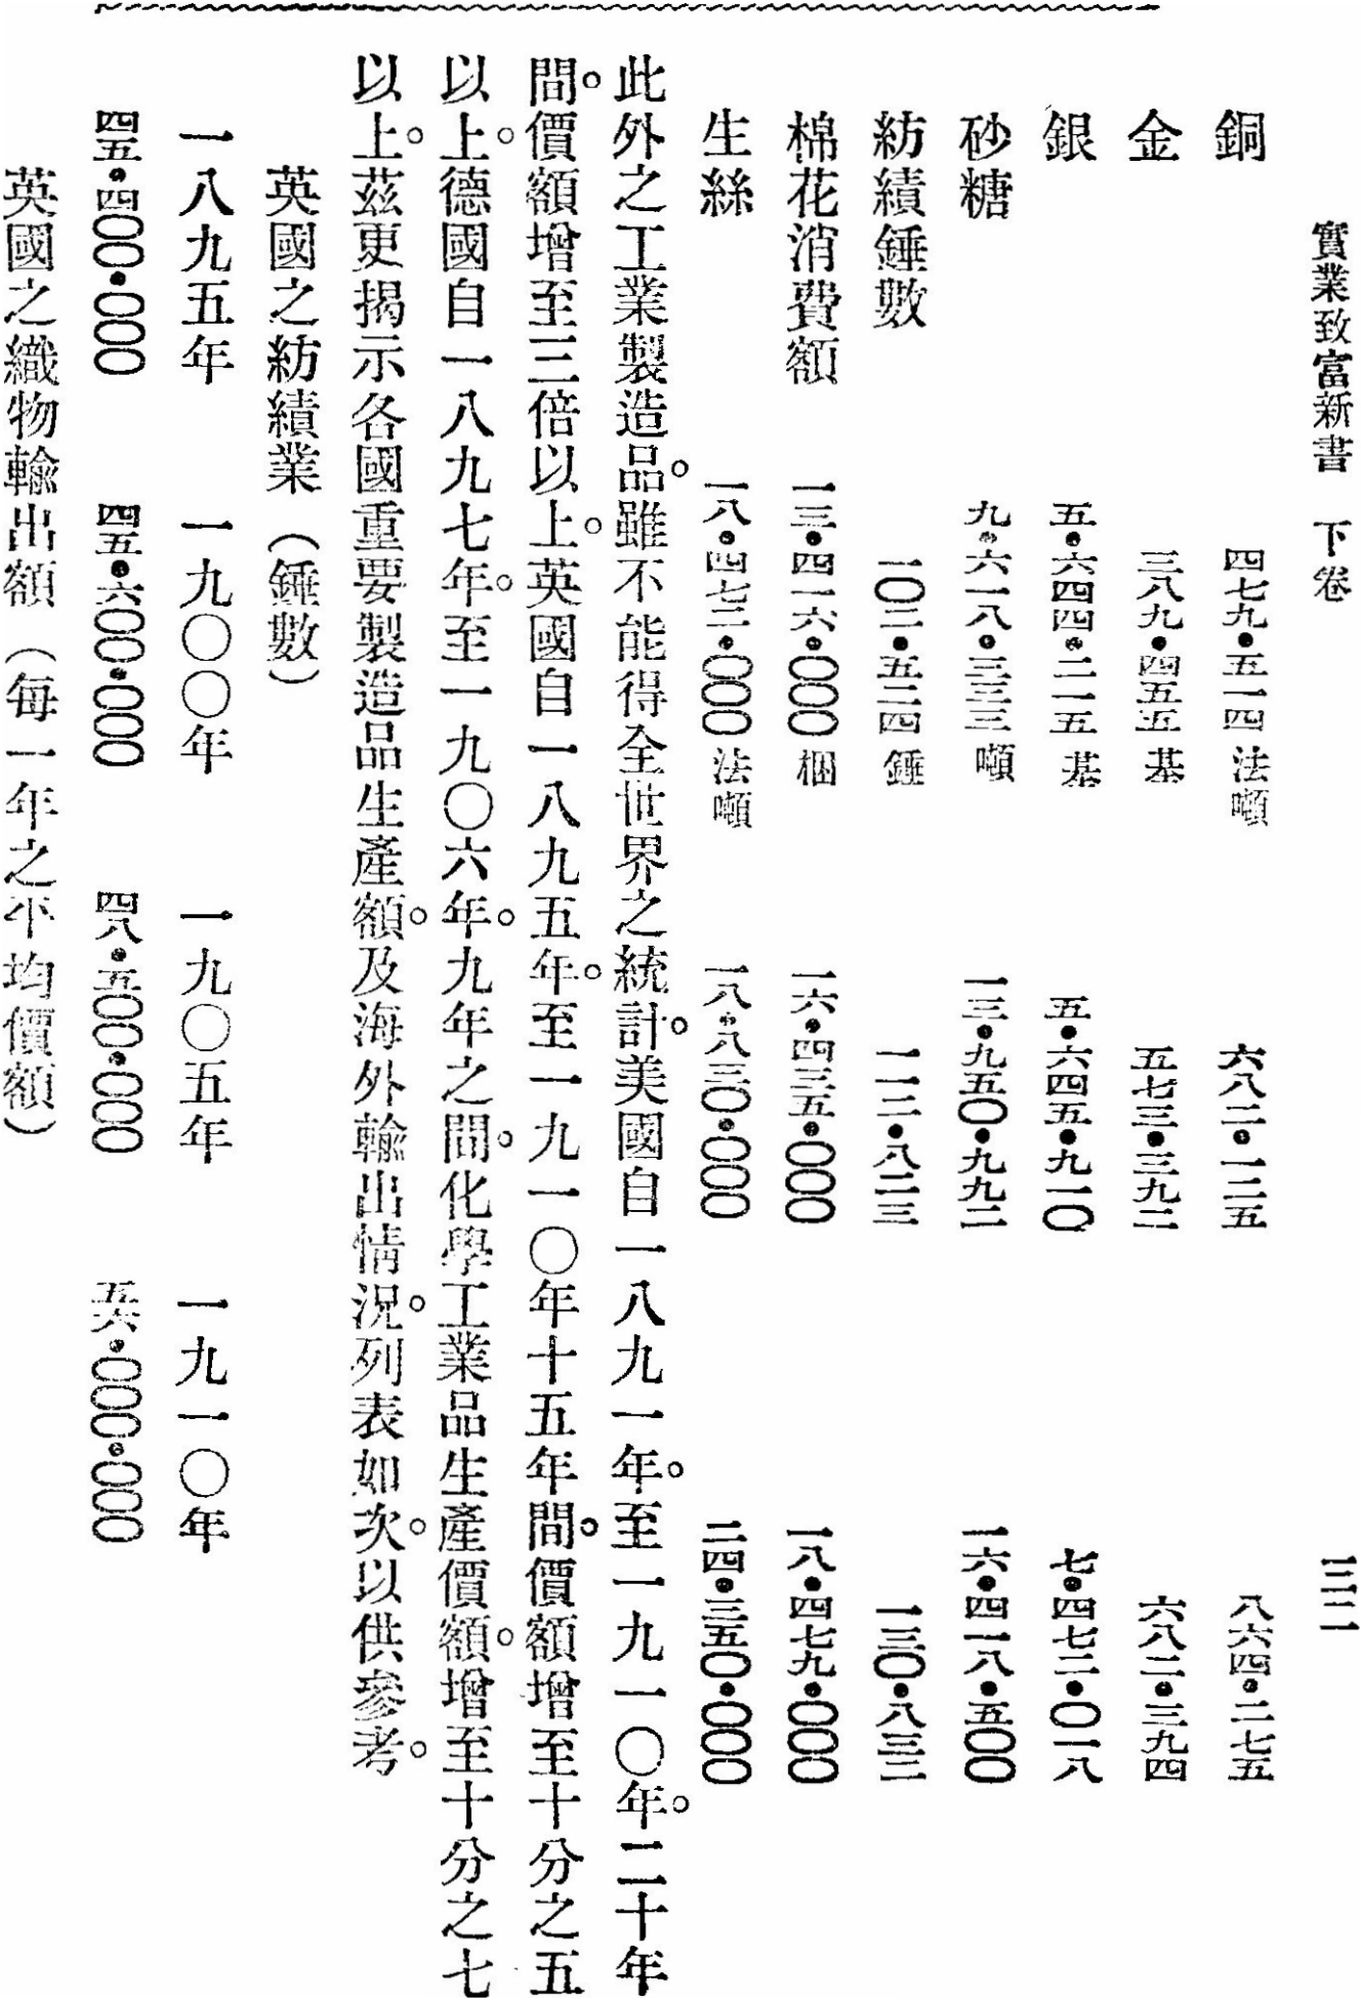 實業致富新書　下卷　三二
銅　四七九・五一四法噸　六八二・一二五　八六四・二七五
金　三八九・四五五基　五七三・三九二　六八二・三九四
銀　五・六四四・二一五基　五・六四五・九一〇　七・四七二・〇一八
砂糖　九・六一八・三三三噸　一三・九五〇・九九二　一六・四一八・五〇〇
紡績錘數　一〇二・五二四錘　一一二・八二三　一三〇・八三二
棉花消費額　一三・四一六・〇〇〇梱　一六・四三五・〇〇〇　一八・四七九・〇〇〇
生絲　一八・四七二・〇〇〇法噸　一八・八三〇・〇〇〇　二四・三五〇・〇〇〇
此外之工業製造品。雖不能得全世界之統計。美國自一八九一年。至一九一〇年。二十年
間。價額增至三倍以上。英國自一八九五年。至一九一〇年十五年間。價額增至十分之五
以上。德國自一八九七年。至一九〇六年。九年之間。化學工業品生產價額。增至十分之七
以上。茲更揭示各國重要製造品生產額。及海外輸出情況。列表如次。以供參考。
英國之紡績業（錘數）
一八九五年　一九〇〇年　一九〇五年　一九一〇年
四五・四〇〇・〇〇〇　四五・六〇〇・〇〇〇　四八・五〇〇・〇〇〇　五六・〇〇〇・〇〇〇
英國之織物輸出額（每一年之平均價額）